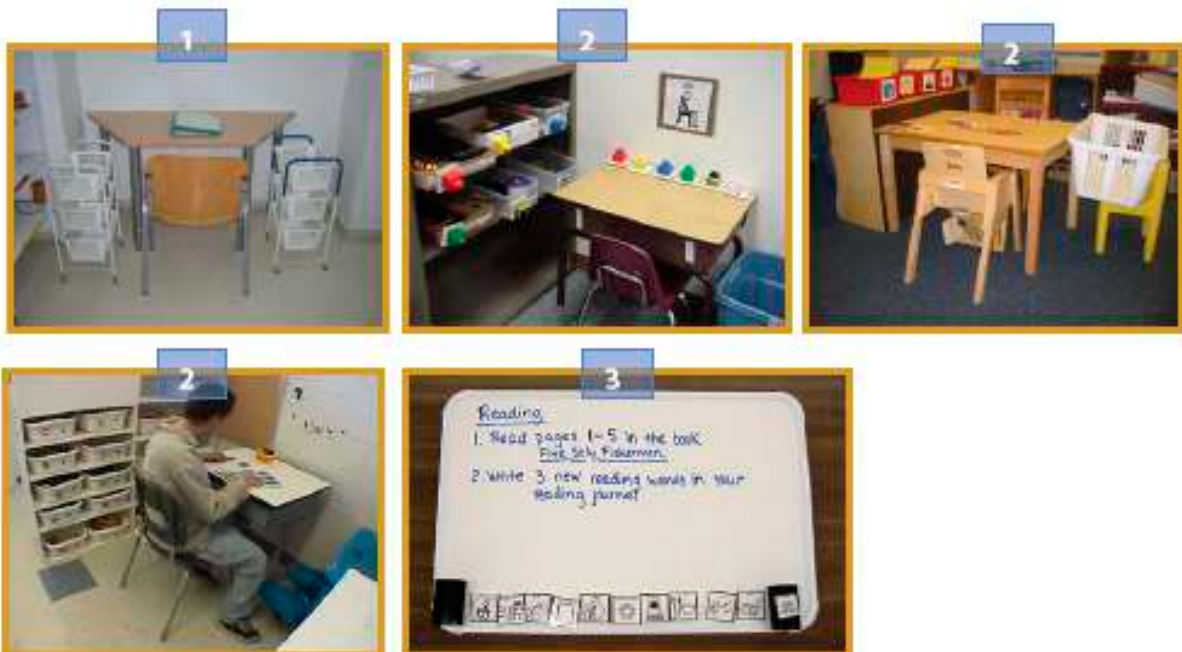 1
2
2
2
3
Reading
1. Read pages 1-5 in the book
Five Silly Fishermen.
2. Write 3 new reading words in your
reading journal